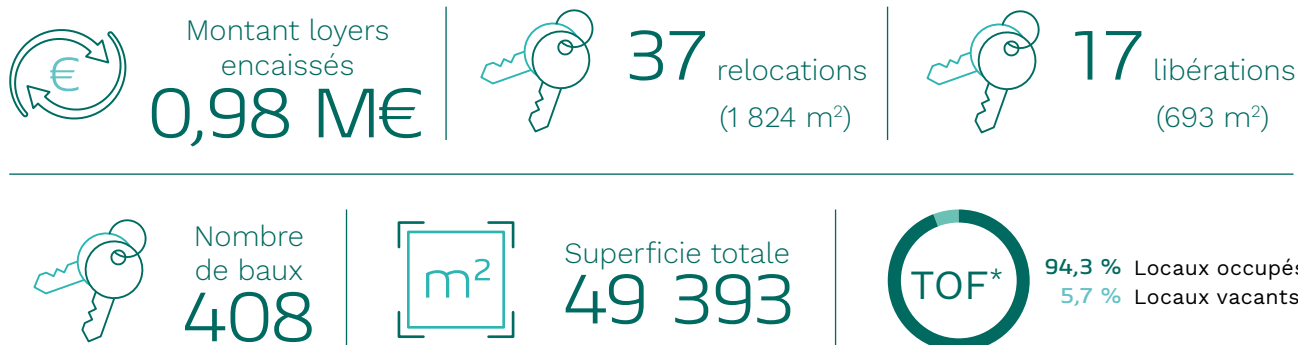 €
Montant loyers
encaissés
0,98 M€
37 relocations
(1 824 m²)
17 libérations
(693 m²)
Nombre
de baux
408
m²
Superficie totale
49 393
TOF*
94,3 % Locaux occupés
5,7 % Locaux vacants